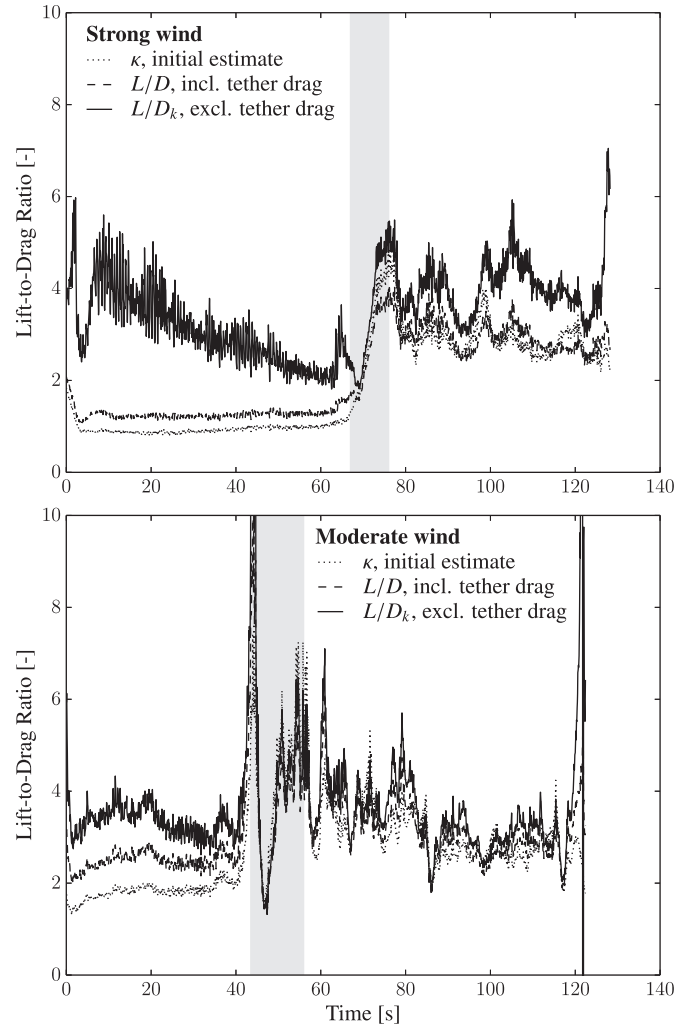 10
8
6
4
2
0
Lift-to-Drag Ratio [-]
Strong wind
κ, initial estimate
L/D, incl. tether drag
L/Dₖ, excl. tether drag
0 20 40 60 80 100 120 140
10
8
6
4
2
0
Lift-to-Drag Ratio [-]
Moderate wind
κ, initial estimate
L/D, incl. tether drag
L/Dₖ, excl. tether drag
0 20 40 60 80 100 120 140
Time [s]